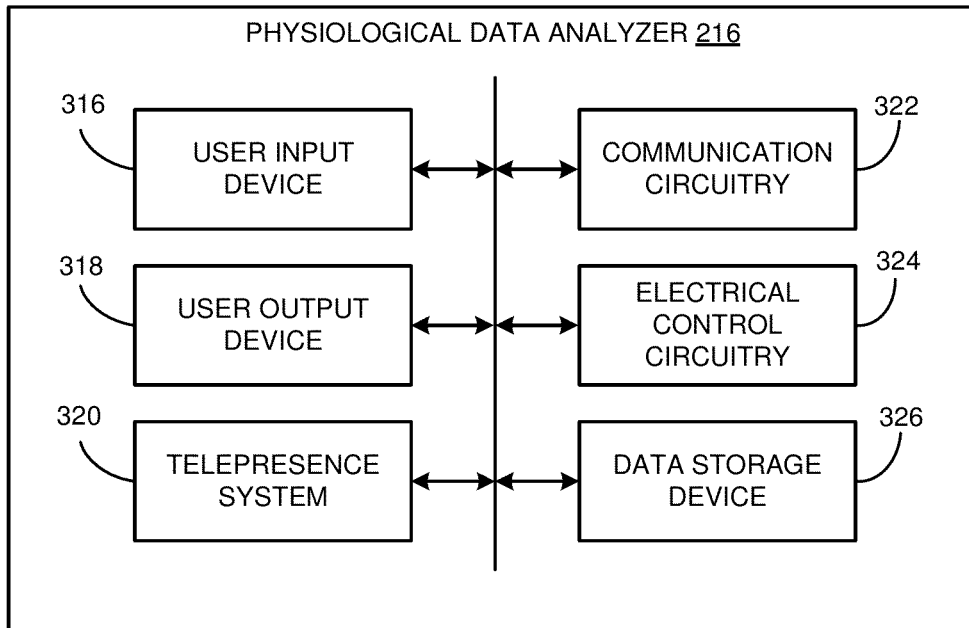 PHYSIOLOGICAL DATA ANALYZER 216
316
USER INPUT
DEVICE
322
COMMUNICATION
CIRCUITRY
318
USER OUTPUT
DEVICE
324
ELECTRICAL
CONTROL
CIRCUITRY
320
TELEPRESENCE
SYSTEM
326
DATA STORAGE
DEVICE